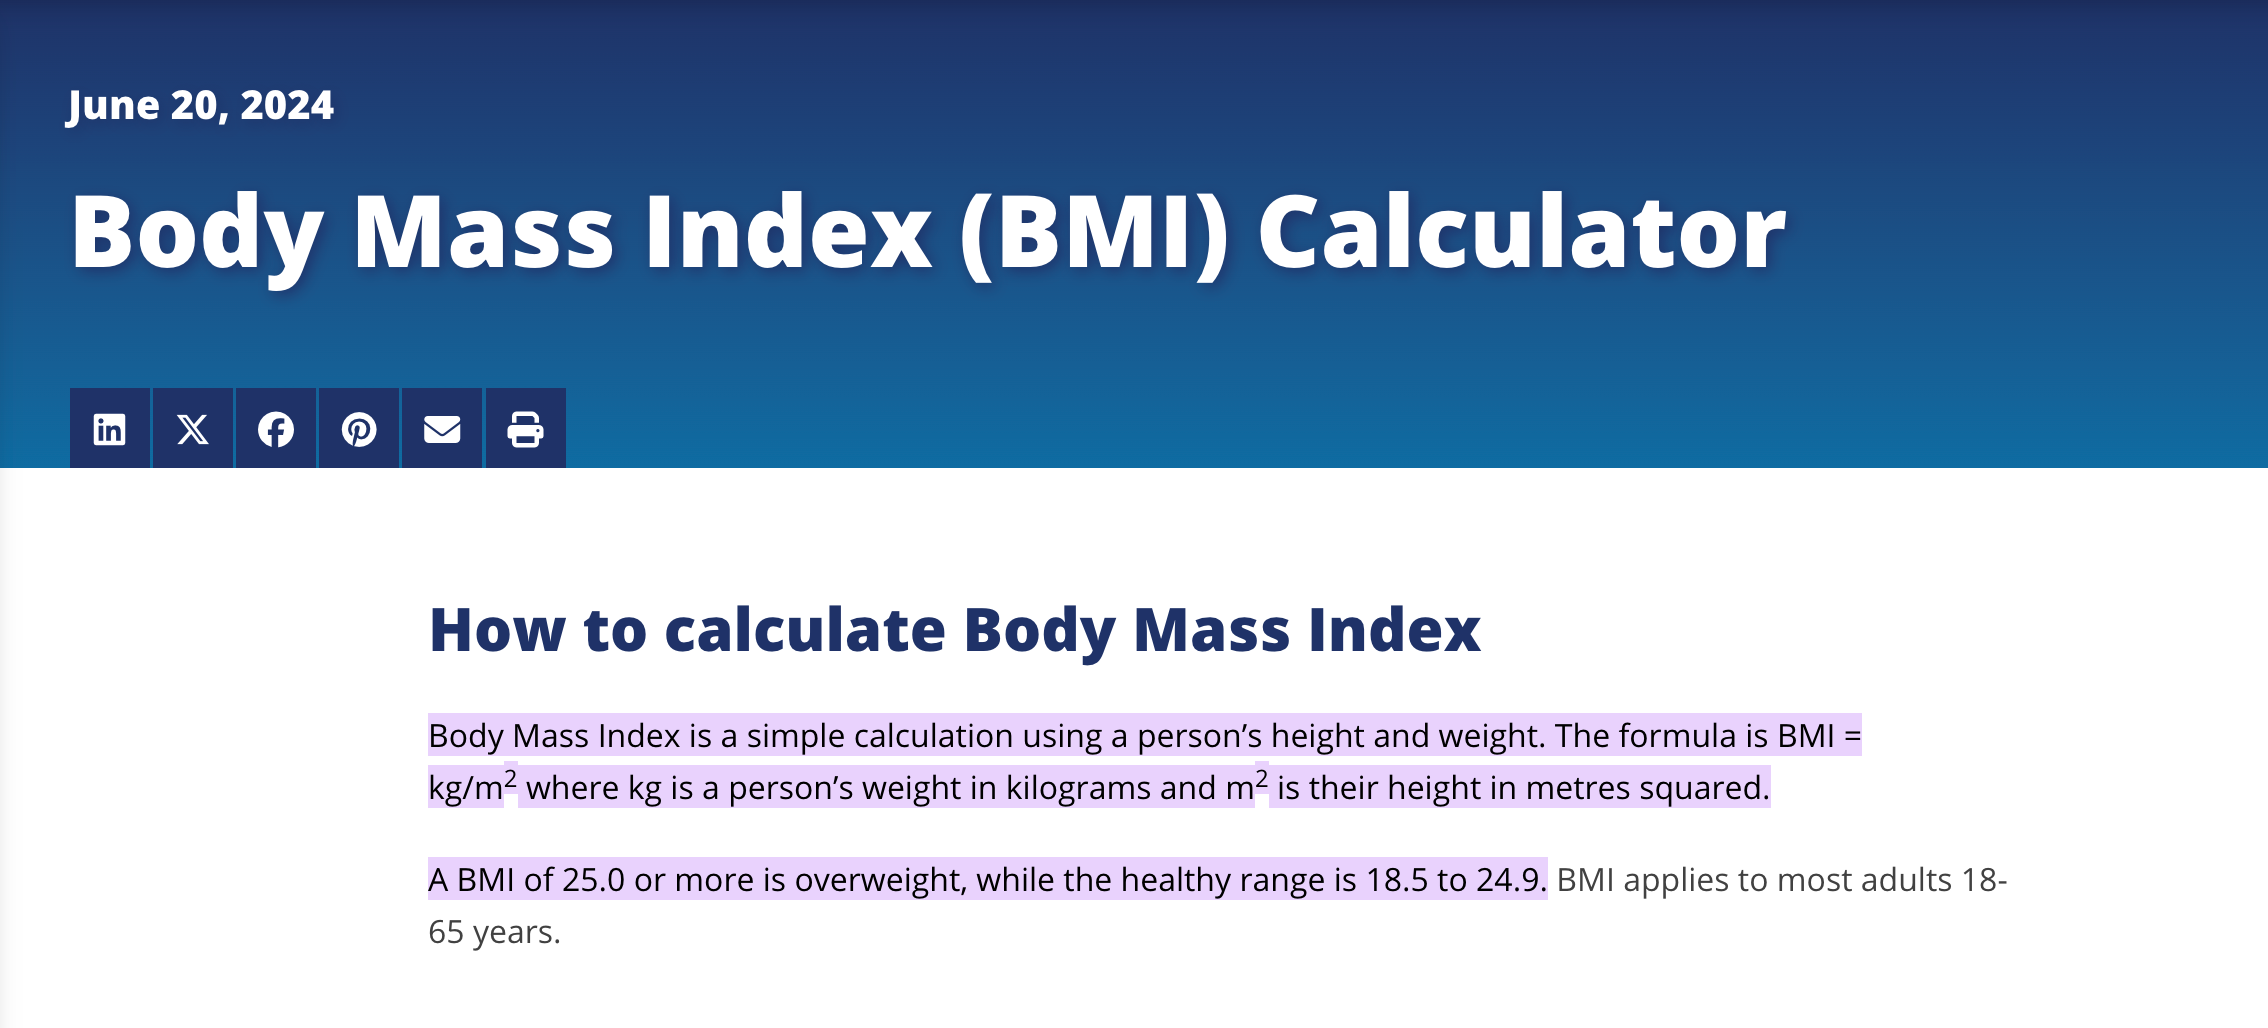 June 20, 2024
Body Mass Index (BMI) Calculator
How to calculate Body Mass Index
Body Mass Index is a simple calculation using a person’s height and weight. The formula is BMI =
kg/m² where kg is a person’s weight in kilograms and m² is their height in metres squared.
A BMI of 25.0 or more is overweight, while the healthy range is 18.5 to 24.9. BMI applies to most adults 18-
65 years.